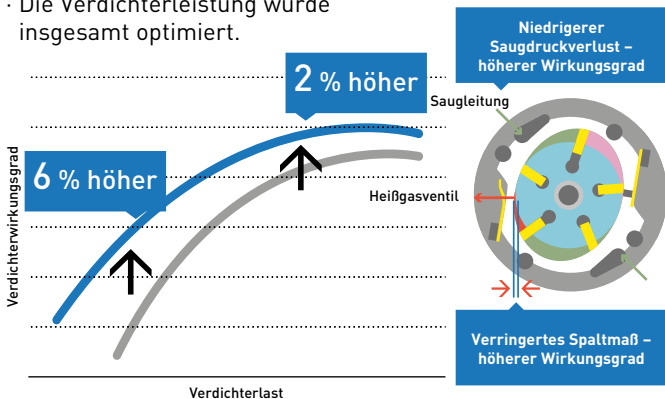 · Die Verdichterleistung wurde
insgesamt optimiert.
2 % höher
6 % höher
Verdichterwirkungsgrad
Verdichterlast
Niedrigerer
Saugdruckverlust –
höherer Wirkungsgrad
Saugleitung
Heißgasventil
Verringertes Spaltmaß –
höherer Wirkungsgrad